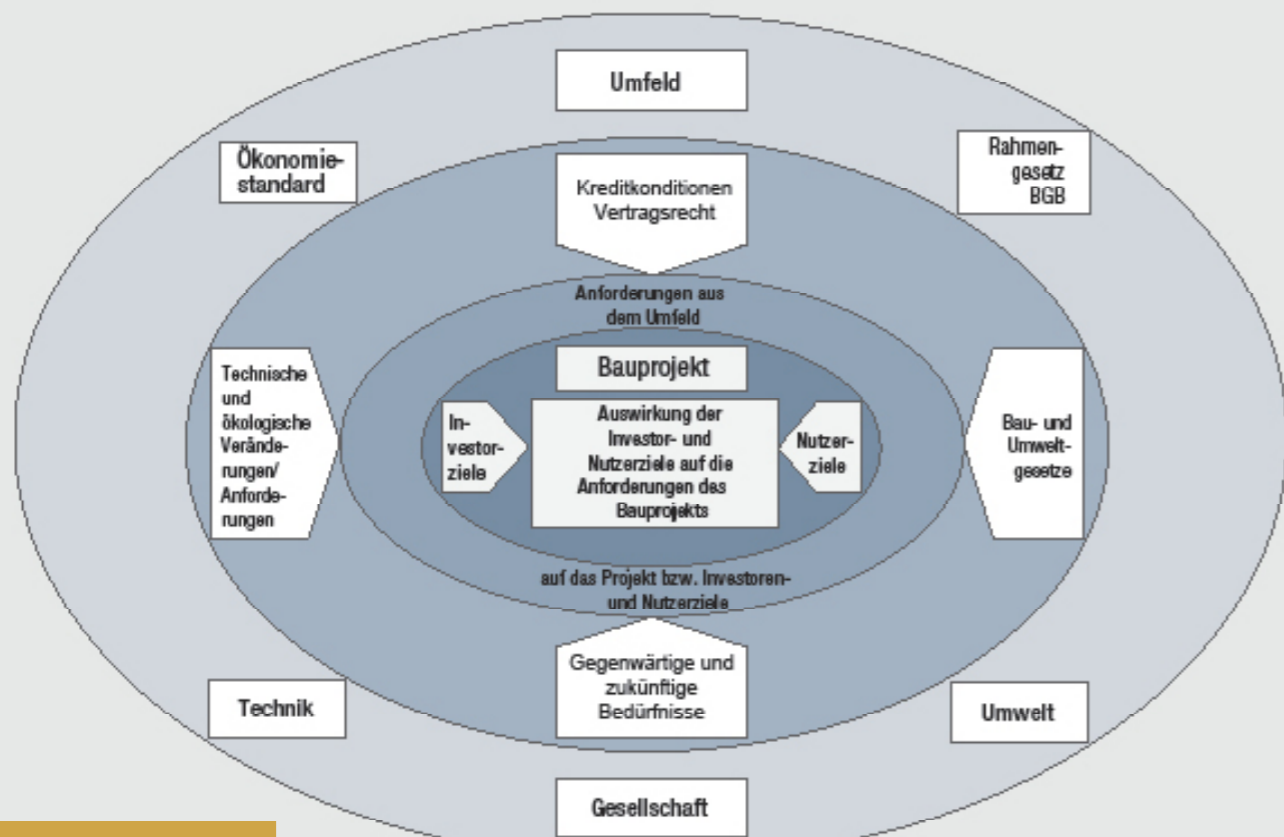 Umfeld
Ökonomie-
standard
Rahmen-
gesetz
BGB
Kreditkonditionen
Vertragsrecht
Anforderungen aus
dem Umfeld
Bauprojekt
Technische
und
ökologische
Verände-
rungen/
Anforde-
rungen
In-
vestor-
ziele
Auswirkung der
Investor- und
Nutzerziele auf die
Anforderungen des
Bauprojekts
Nutzer-
ziele
Bau- und
Umwelt-
gesetze
auf das Projekt bzw. Investoren-
und Nutzerziele
Gegenwärtige und
zukünftige
Bedürfnisse
Technik
Umwelt
Gesellschaft